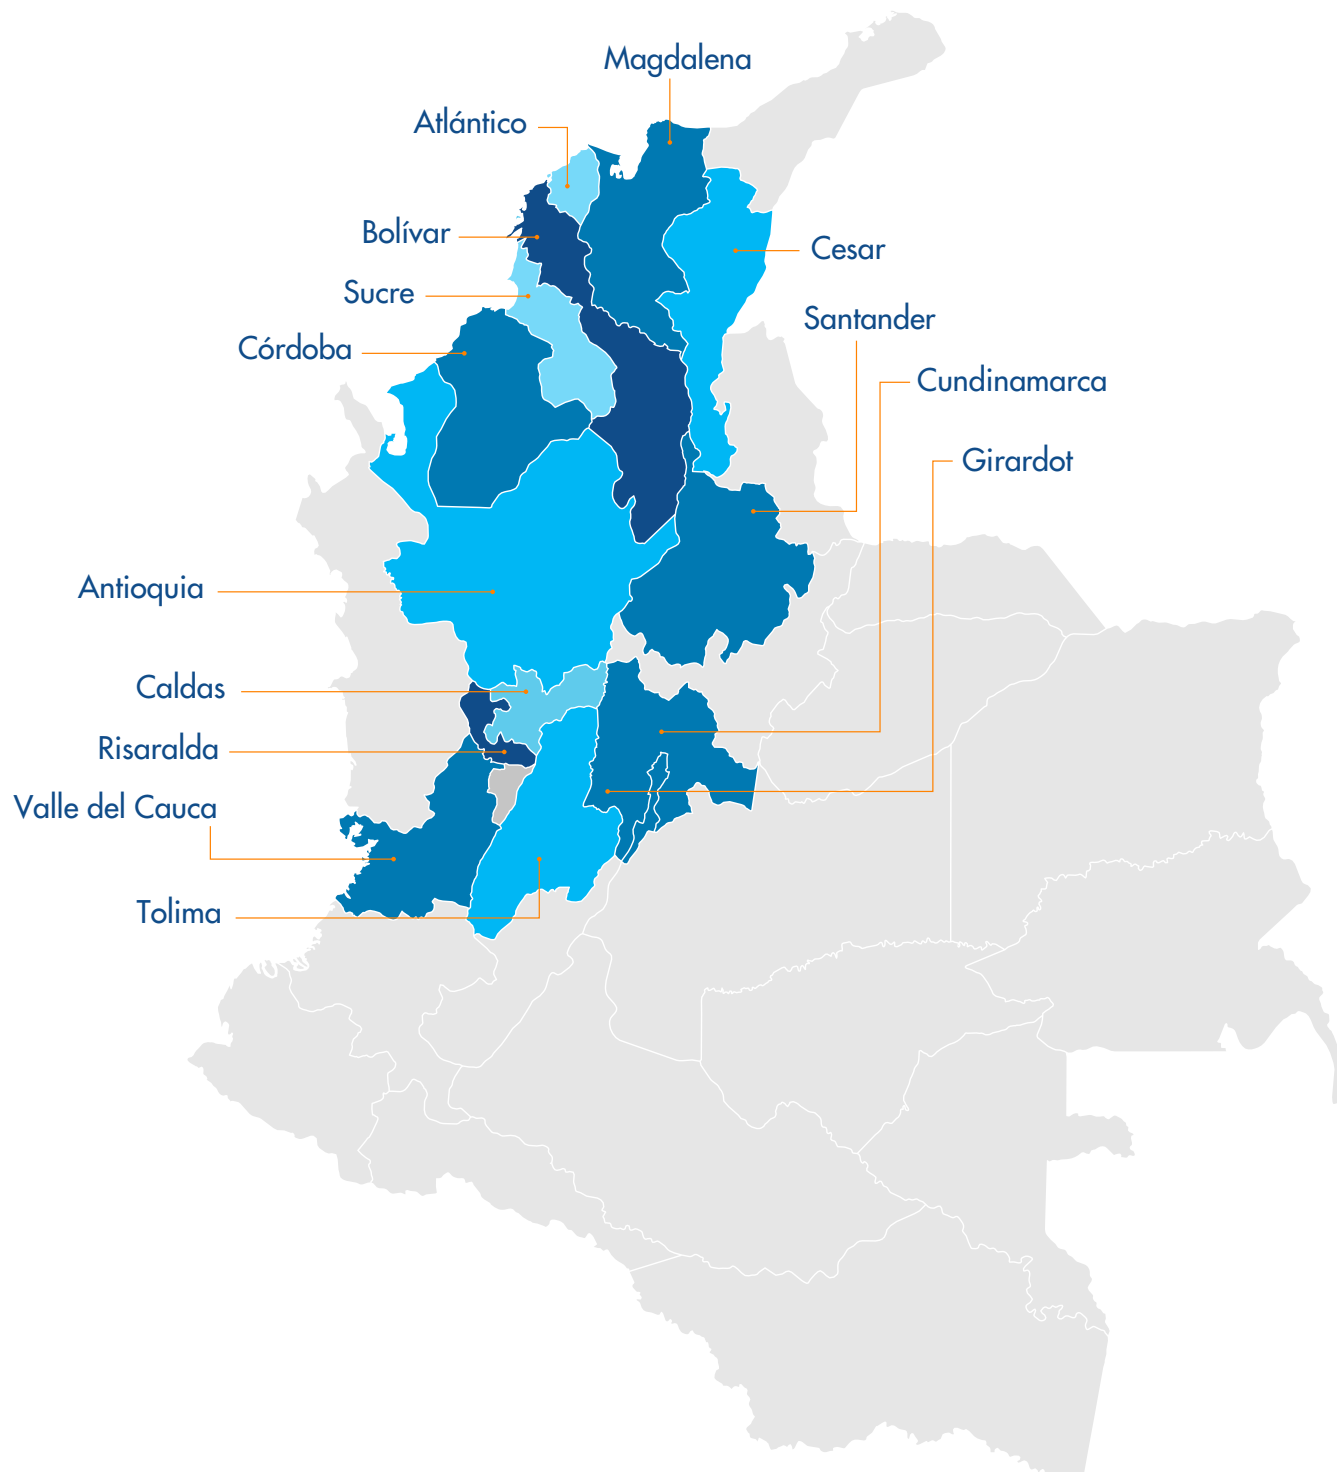 Magdalena
Atlántico
Bolívar
Cesar
Sucre
Santander
Córdoba
Cundinamarca
Girardot
Antioquia
Caldas
Risaralda
Valle del Cauca
Tolima